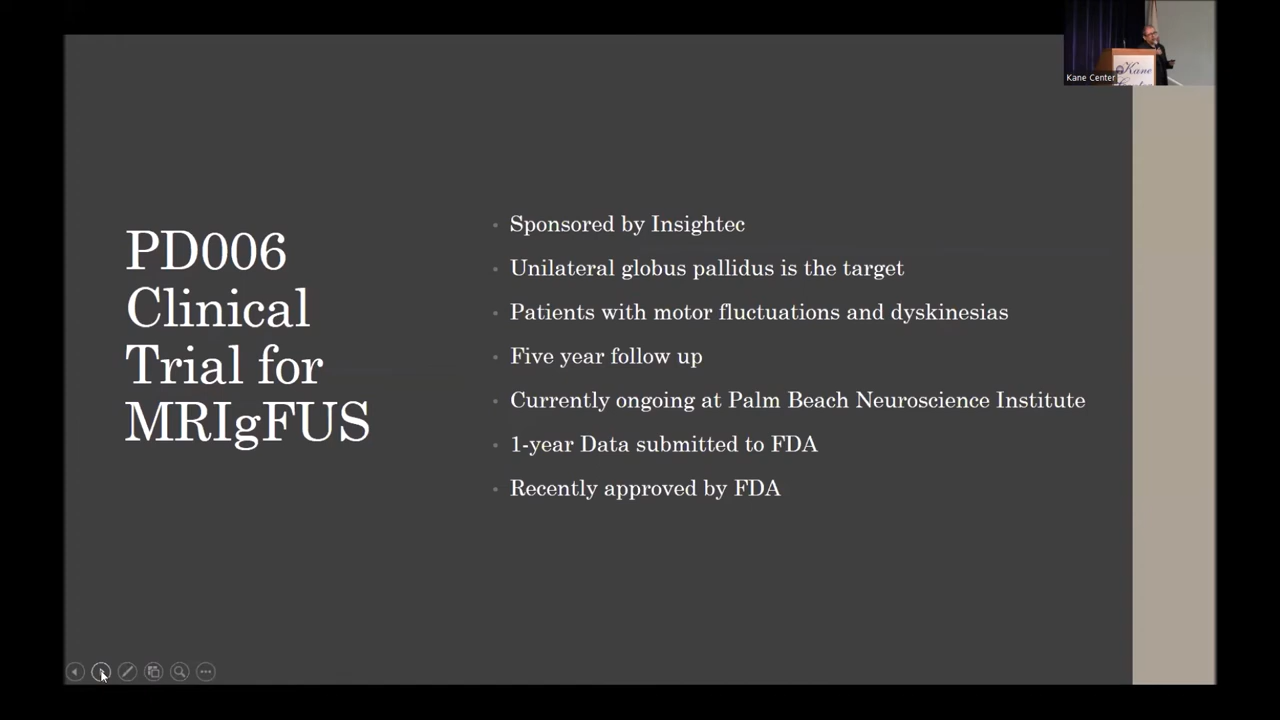 PD006
Clinical
Trial for
MRIgFUS
Sponsored by Insightec
Unilateral globus pallidus is the target
Patients with motor fluctuations and dyskinesias
Five year follow up
Currently ongoing at Palm Beach Neuroscience Institute
1-year Data submitted to FDA
Recently approved by FDA
Kane Center
Kane